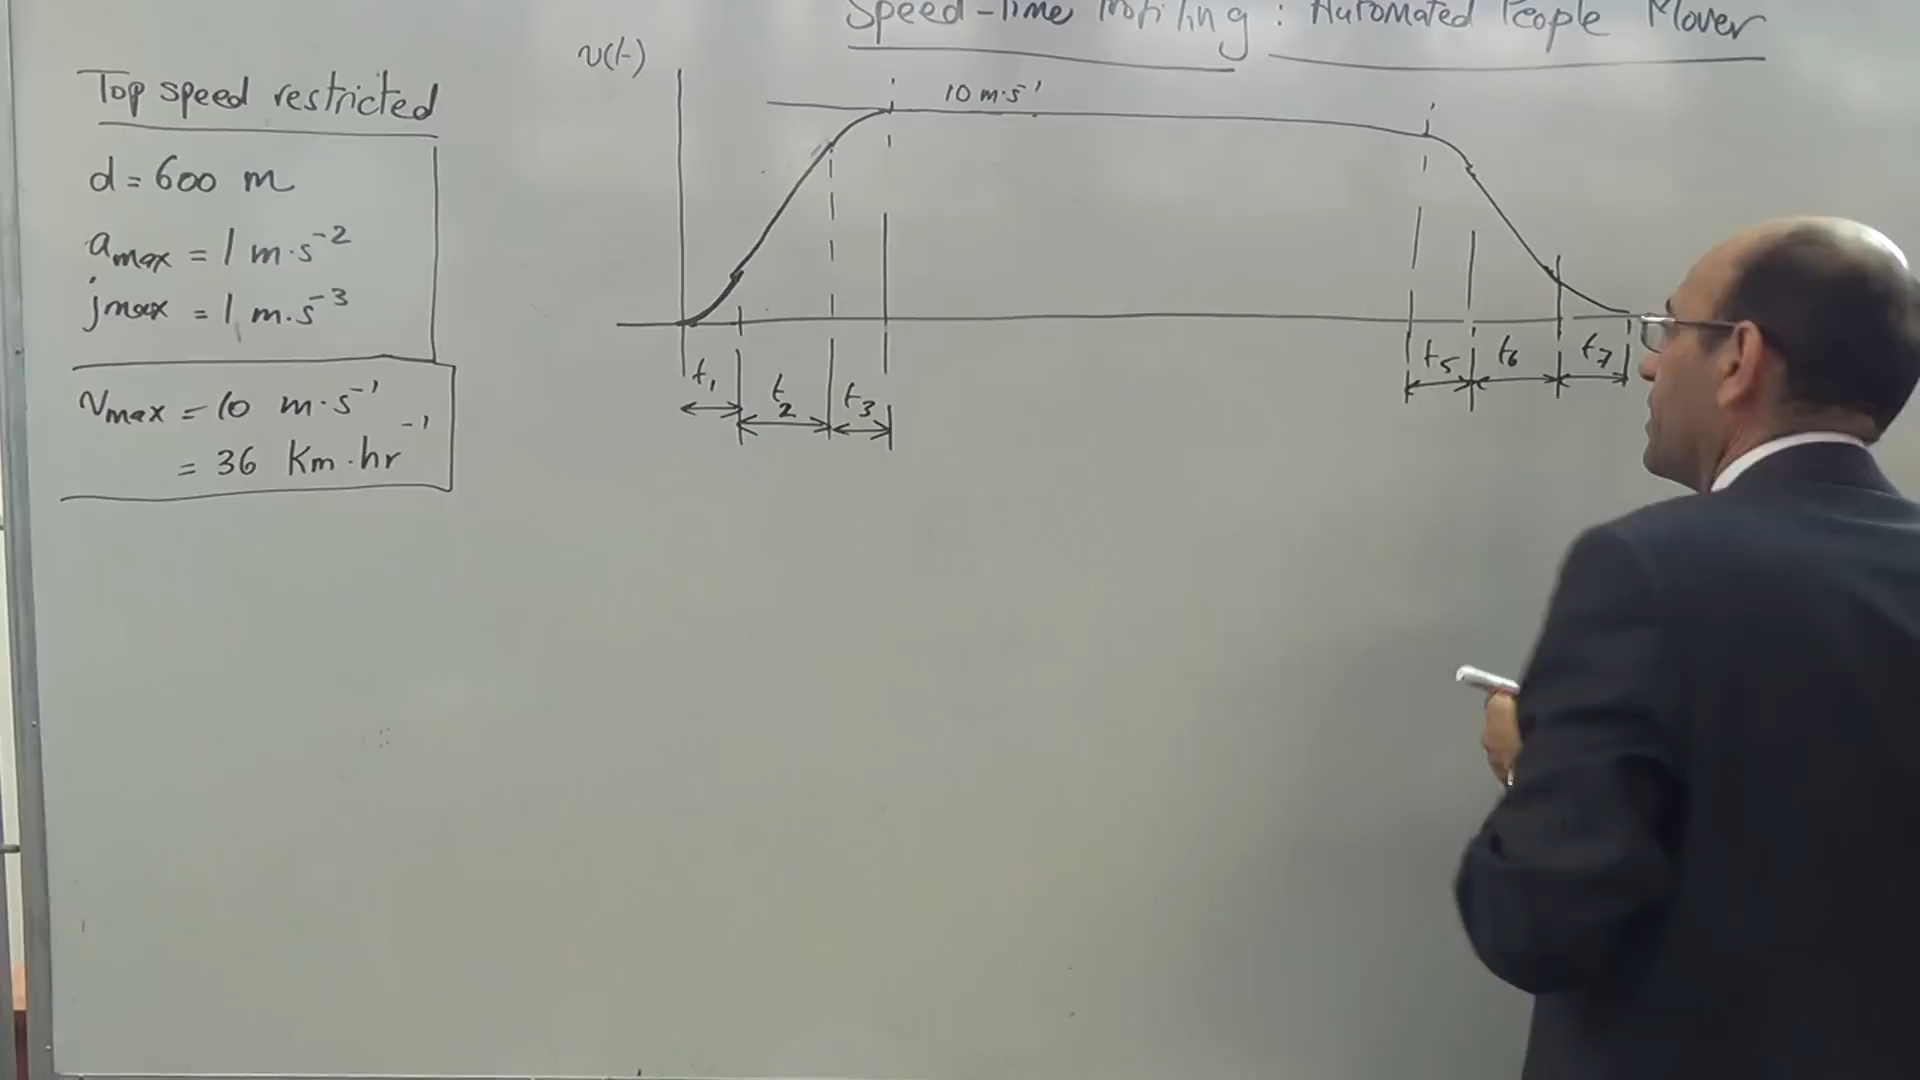 Speed-Time Profiling : Automated People Mover
Top speed restricted
d = 600 m
amax = 1 m·s⁻²
jmax = 1 m·s⁻³
vmax = 10 m·s⁻¹
= 36 Km·hr⁻¹
v(t)
10 m·s⁻¹
t₁
t₂
t₃
t₅
t₆
t₇